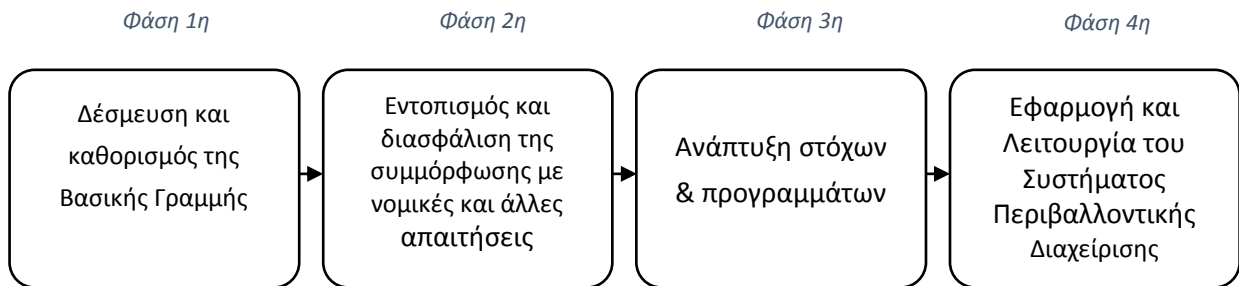 Φάση 1η
Φάση 2η
Φάση 3η
Φάση 4η
Δέσμευση και
καθορισμός της
Βασικής Γραμμής
Εντοπισμός και
διασφάλιση της
συμμόρφωσης με
νομικές και άλλες
απαιτήσεις
Ανάπτυξη στόχων
& προγραμμάτων
Εφαρμογή και
Λειτουργία του
Συστήματος
Περιβαλλοντικής
Διαχείρισης